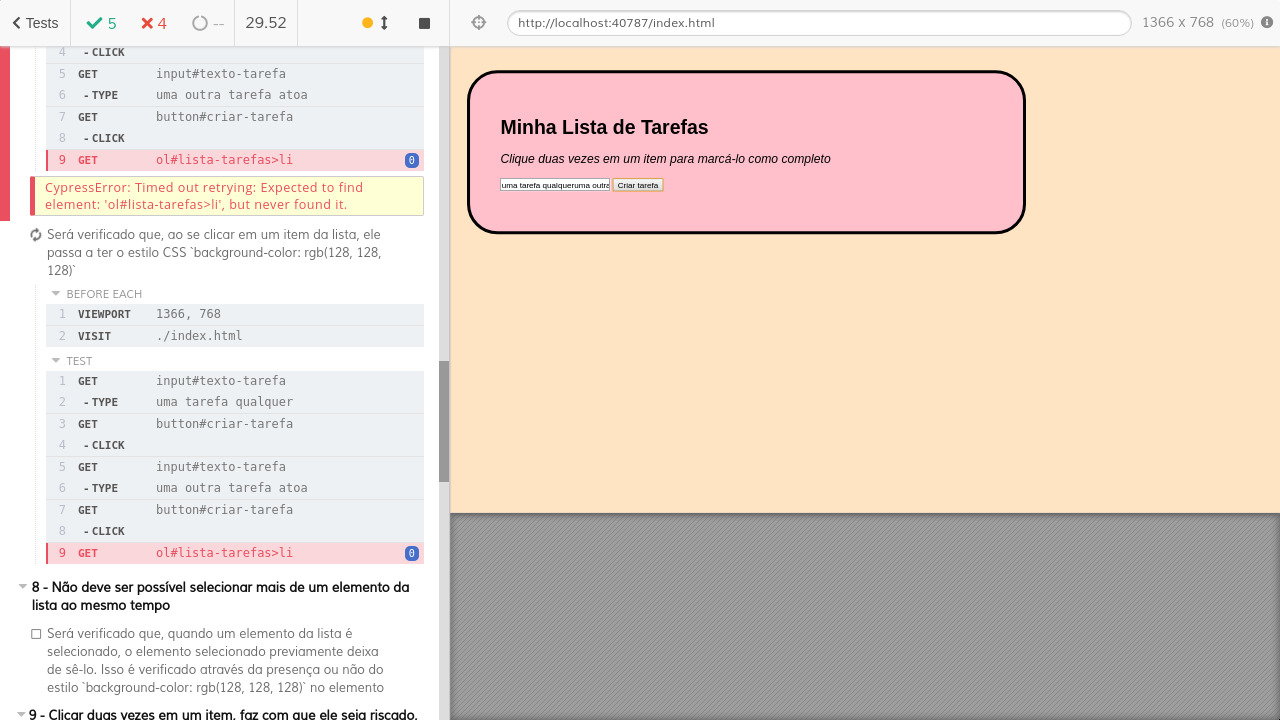 Tests
5
4
--
29.52
http://localhost:40787/index.html
1366 x 768 (60%)
4 - CLICK
5 GET input#texto-tarefa
6 - TYPE uma outra tarefa atoa
7 GET button#criar-tarefa
8 - CLICK
9 GET ol#lista-tarefas>li 0
CypressError: Timed out retrying: Expected to find
element: 'ol#lista-tarefas>li', but never found it.
Será verificado que, ao se clicar em um item da lista, ele
passa a ter o estilo CSS `background-color: rgb(128, 128,
128)`
BEFORE EACH
1 VIEWPORT 1366, 768
2 VISIT ./index.html
TEST
1 GET input#texto-tarefa
2 - TYPE uma tarefa qualquer
3 GET button#criar-tarefa
4 - CLICK
5 GET input#texto-tarefa
6 - TYPE uma outra tarefa atoa
7 GET button#criar-tarefa
8 - CLICK
9 GET ol#lista-tarefas>li 0
8 - Não deve ser possível selecionar mais de um elemento da
lista ao mesmo tempo
Será verificado que, quando um elemento da lista é
selecionado, o elemento selecionado previamente deixa
de sê-lo. Isso é verificado através da presença ou não do
estilo `background-color: rgb(128, 128, 128)` no elemento
9 - Clicar duas vezes em um item, faz com que ele seja riscado,
Minha Lista de Tarefas
Clique duas vezes em um item para marcá-lo como completo
uma tarefa qualqueruma outra
Criar tarefa